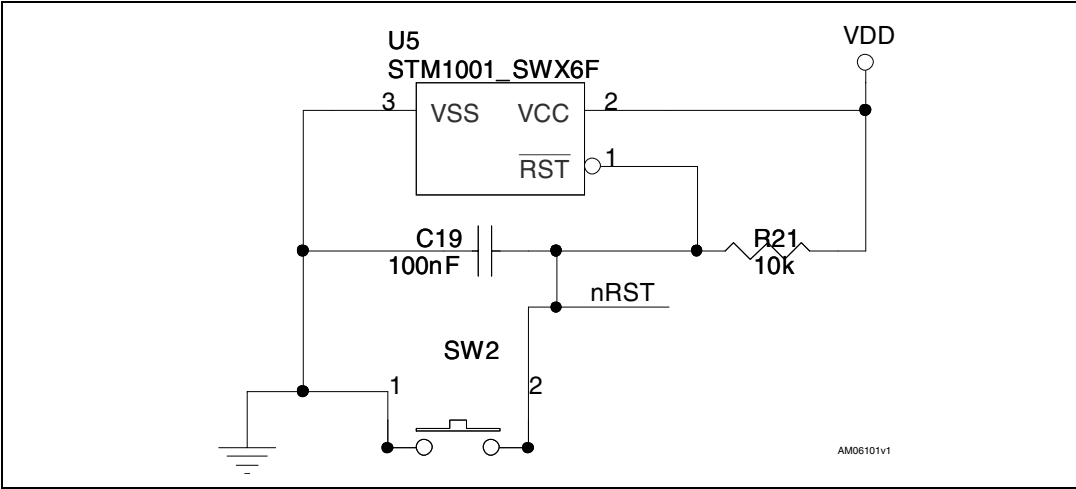 U5
STM1001_SWX6F
VDD
3
VSS
VCC
2
RST
1
C19
100nF
R21
10k
nRST
SW2
1
2
AM06101v1